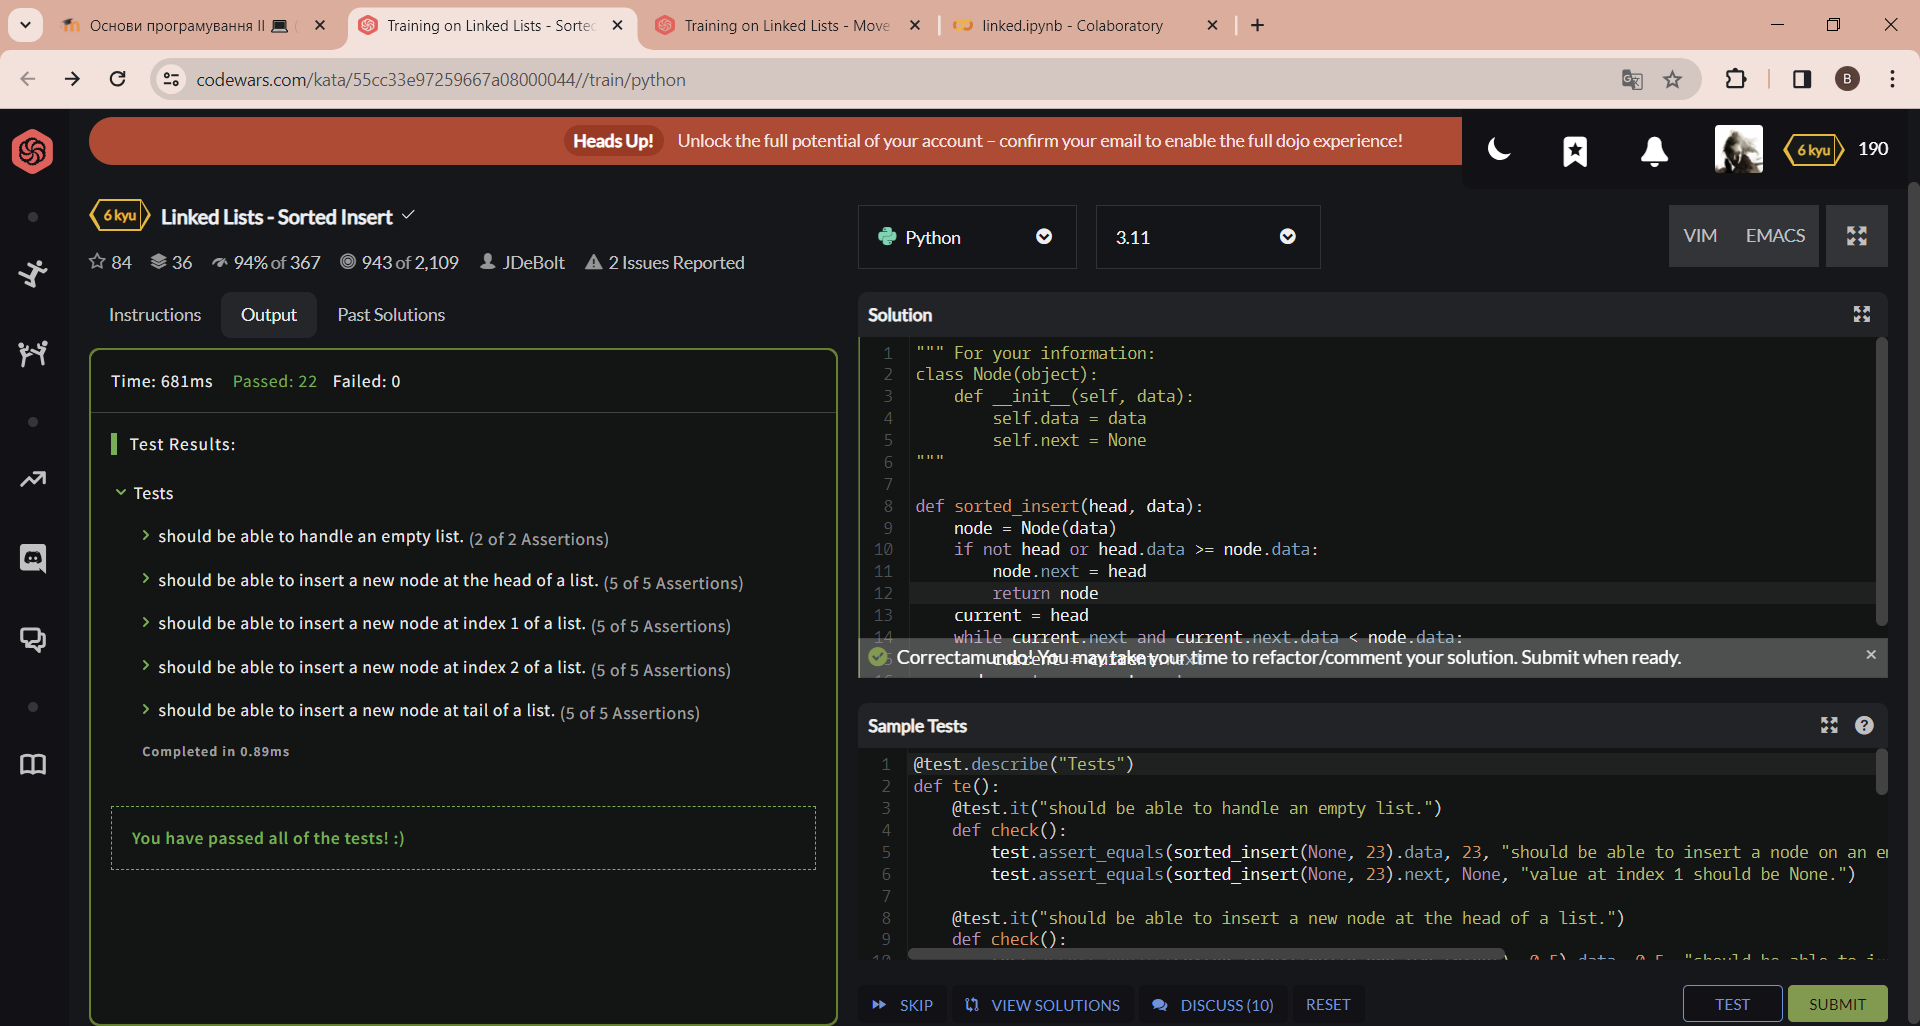 Основи програмування ІІ 💻 (
Training on Linked Lists - Sorted
Training on Linked Lists - Move
linked.ipynb - Colaboratory
codewars.com/kata/55cc33e97259667a08000044//train/python
B
Heads Up! Unlock the full potential of your account – confirm your email to enable the full dojo experience!
6 kyu 190
6 kyu Linked Lists - Sorted Insert
84 36 94% of 367 943 of 2,109 JDeBolt 2 Issues Reported
Python
3.11
VIM EMACS
Instructions Output Past Solutions
Time: 681ms Passed: 22 Failed: 0
Test Results:
Tests
should be able to handle an empty list. (2 of 2 Assertions)
should be able to insert a new node at the head of a list. (5 of 5 Assertions)
should be able to insert a new node at index 1 of a list. (5 of 5 Assertions)
should be able to insert a new node at index 2 of a list. (5 of 5 Assertions)
should be able to insert a new node at tail of a list. (5 of 5 Assertions)
Completed in 0.89ms
You have passed all of the tests! :)
Solution
1 """ For your information:
2 class Node(object):
3 def __init__(self, data):
4 self.data = data
5 self.next = None
6 """
7
8 def sorted_insert(head, data):
9 node = Node(data)
10 if not head or head.data >= node.data:
11 node.next = head
12 return node
13 current = head
14 while current.next and current.next.data < node.data:
15 current = current.next
Correctamundo! You may take your time to refactor/comment your solution. Submit when ready.
Sample Tests
1 @test.describe("Tests")
2 def te():
3 @test.it("should be able to handle an empty list.")
4 def check():
5 test.assert_equals(sorted_insert(None, 23).data, 23, "should be able to insert a node on an e
6 test.assert_equals(sorted_insert(None, 23).next, None, "value at index 1 should be None.")
7
8 @test.it("should be able to insert a new node at the head of a list.")
9 def check():
SKIP VIEW SOLUTIONS DISCUSS (10) RESET TEST SUBMIT